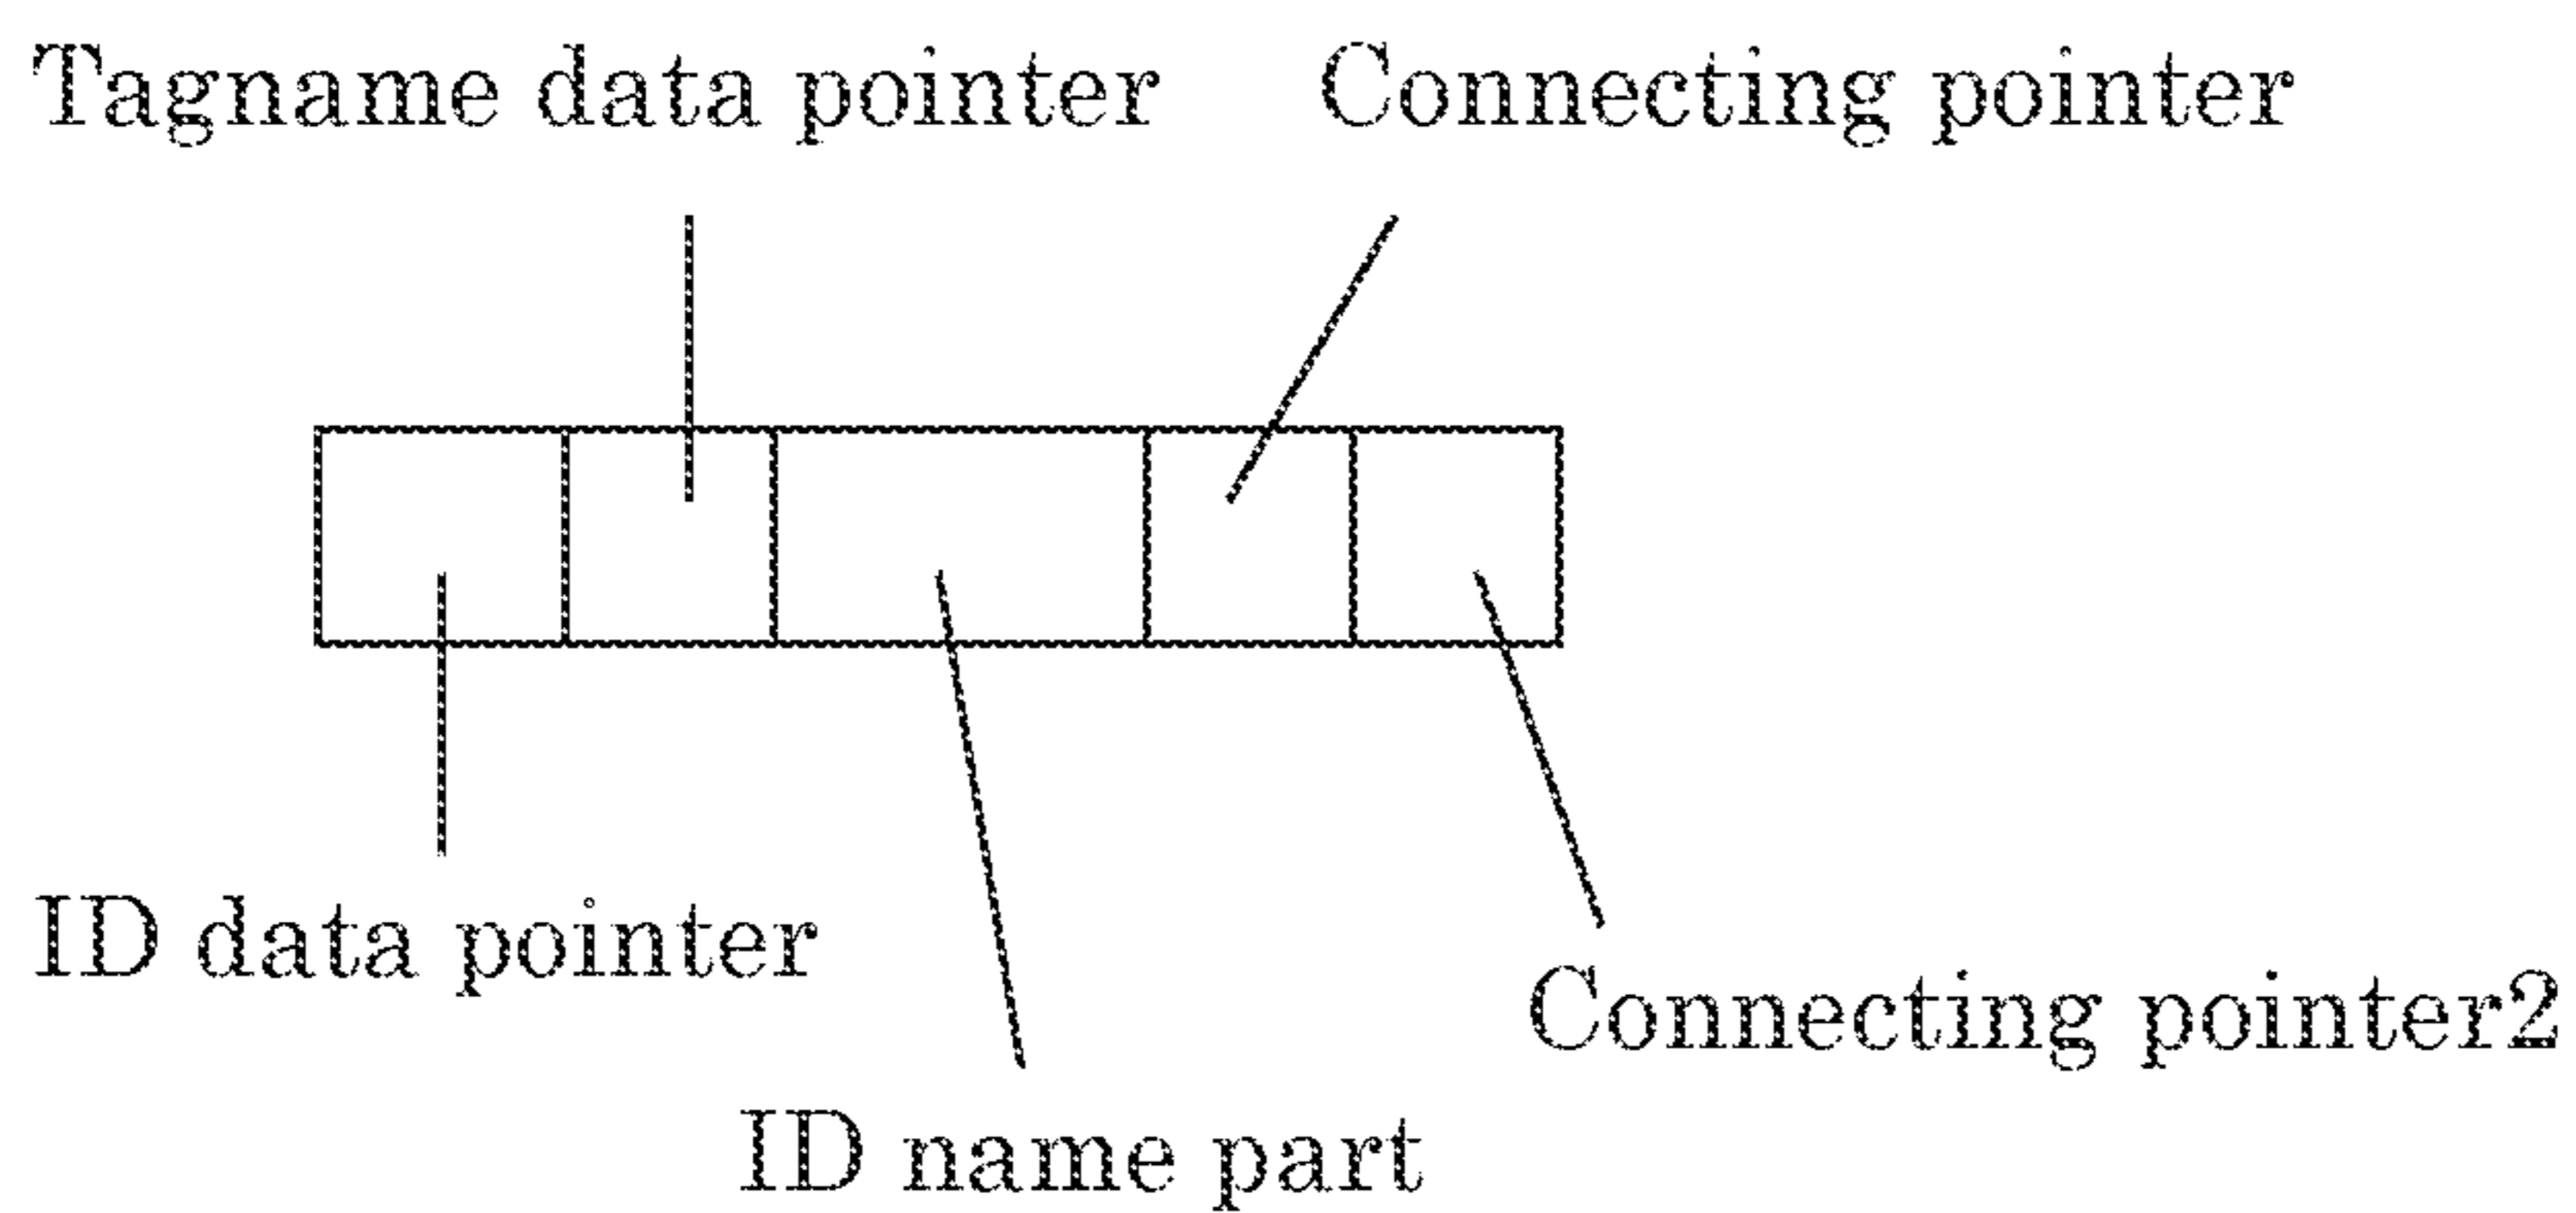 Tagname data pointer
Connecting pointer
ID data pointer
Connecting pointer2
ID name part